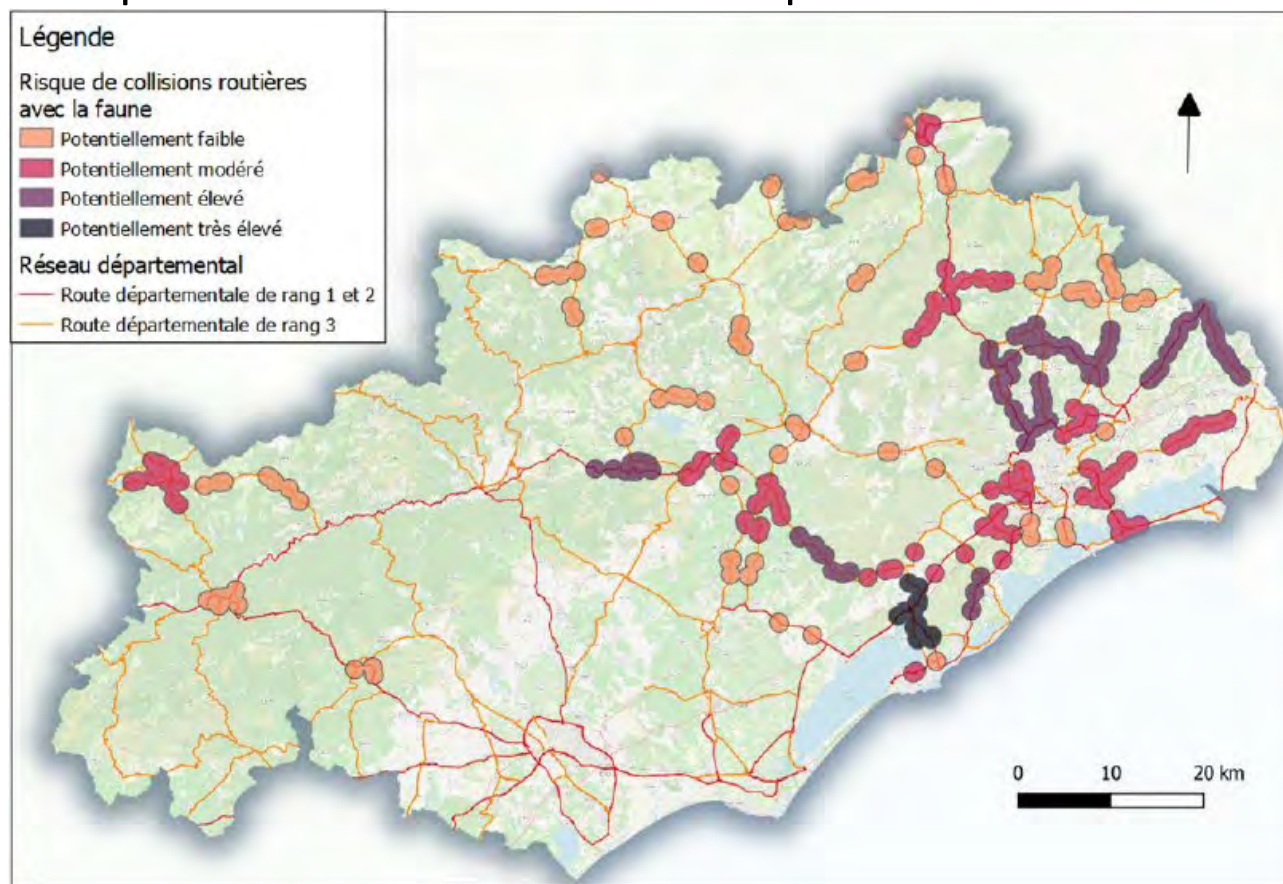 Légende
Risque de collisions routières
avec la faune
Potentiellement faible
Potentiellement modéré
Potentiellement élevé
Potentiellement très élevé
Réseau départemental
Route départementale de rang 1 et 2
Route départementale de rang 3
0 10 20 km